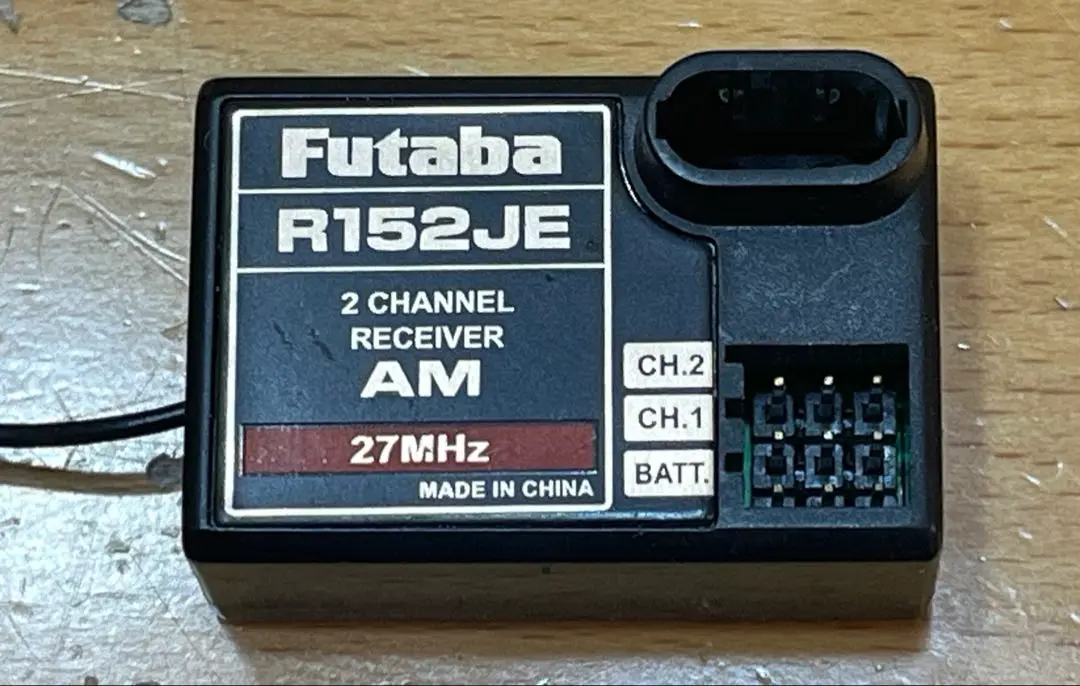 Futaba
R152JE
2 CHANNEL
RECEIVER
AM
27MHz
MADE IN CHINA
CH.2
CH.1
BATT.